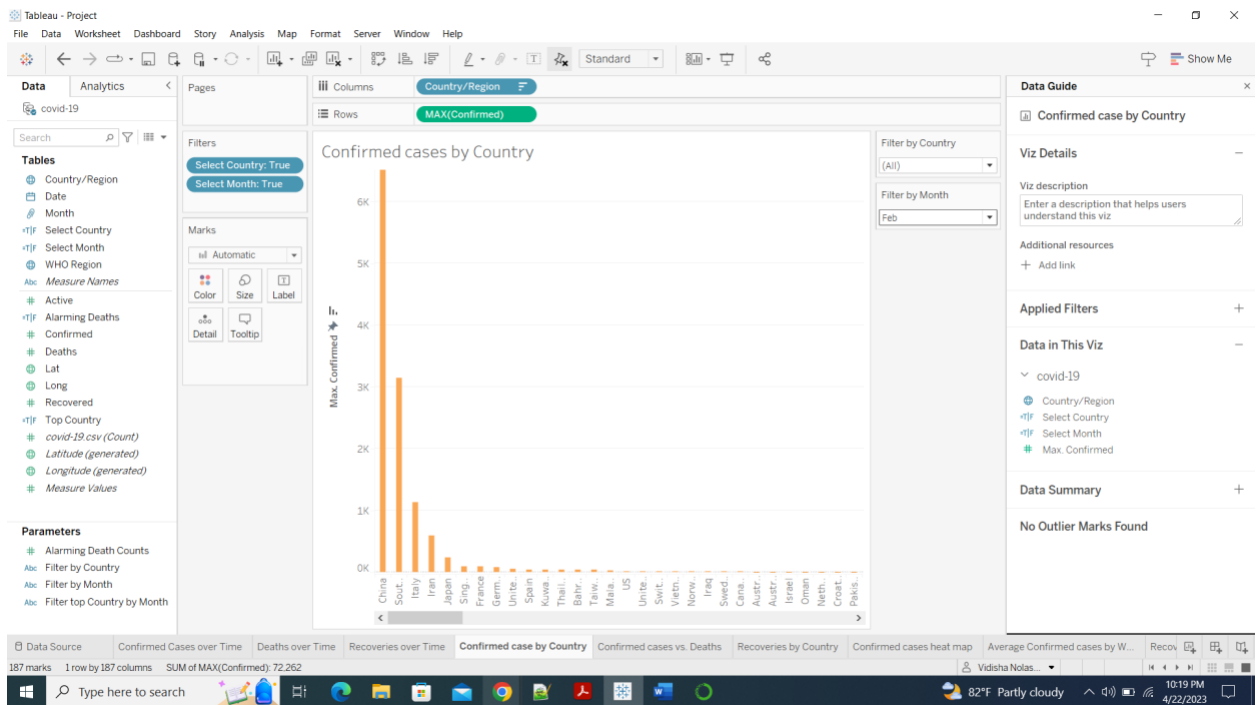 Tableau - Project
File Data Worksheet Dashboard Story Analysis Map Format Server Window Help
Standard
Show Me
Data Analytics
covid-19
Search
Tables
Country/Region
Date
Month
Select Country
Select Month
WHO Region
Abc Measure Names
Active
Alarming Deaths
Confirmed
Deaths
Lat
Long
Recovered
Top Country
covid-19.csv (Count)
Latitude (generated)
Longitude (generated)
Measure Values
Parameters
Alarming Death Counts
Abc Filter by Country
Abc Filter by Month
Abc Filter top Country by Month
Pages
Filters
Select Country: True
Select Month: True
Marks
Automatic
Color Size Label
Detail Tooltip
Columns Country/Region
Rows MAX(Confirmed)
Confirmed cases by Country
6K
5K
4K
3K
2K
1K
0K
Max. Confirmed
China
Sout..
Italy
Iran
Japan
Sing..
France
Germ..
Unite..
Spain
Kuwa..
Thail..
Bahr..
Taiw..
Mala..
US
Unite..
Swit..
Vietn..
Norw..
Iraq
Swed..
Cana..
Austr..
Austr..
Israel
Oman
Neth..
Croat..
Pakis..
Filter by Country
(All)
Filter by Month
Feb
Data Guide
Confirmed case by Country
Viz Details
Viz description
Enter a description that helps users
understand this viz
Additional resources
+ Add link
Applied Filters
Data in This Viz
covid-19
Country/Region
Select Country
Select Month
Max. Confirmed
Data Summary
No Outlier Marks Found
Data Source Confirmed Cases over Time Deaths over Time Recoveries over Time Confirmed case by Country Confirmed cases vs. Deaths Recoveries by Country Confirmed cases heat map Average Confirmed cases by W... Recov
187 marks 1 row by 187 columns SUM of MAX(Confirmed): 72,262
Vidisha Nolas...
Type here to search
82°F Partly cloudy
10:19 PM
4/22/2023